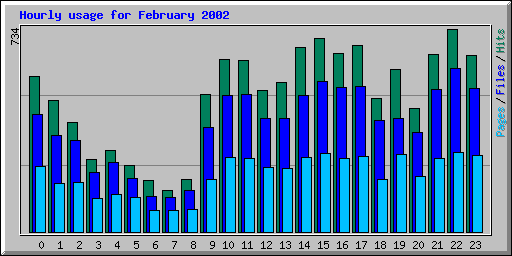 Hourly usage for February 2002
734
Pages/Files/Hits
0 1 2 3 4 5 6 7 8 9 10 11 12 13 14 15 16 17 18 19 20 21 22 23